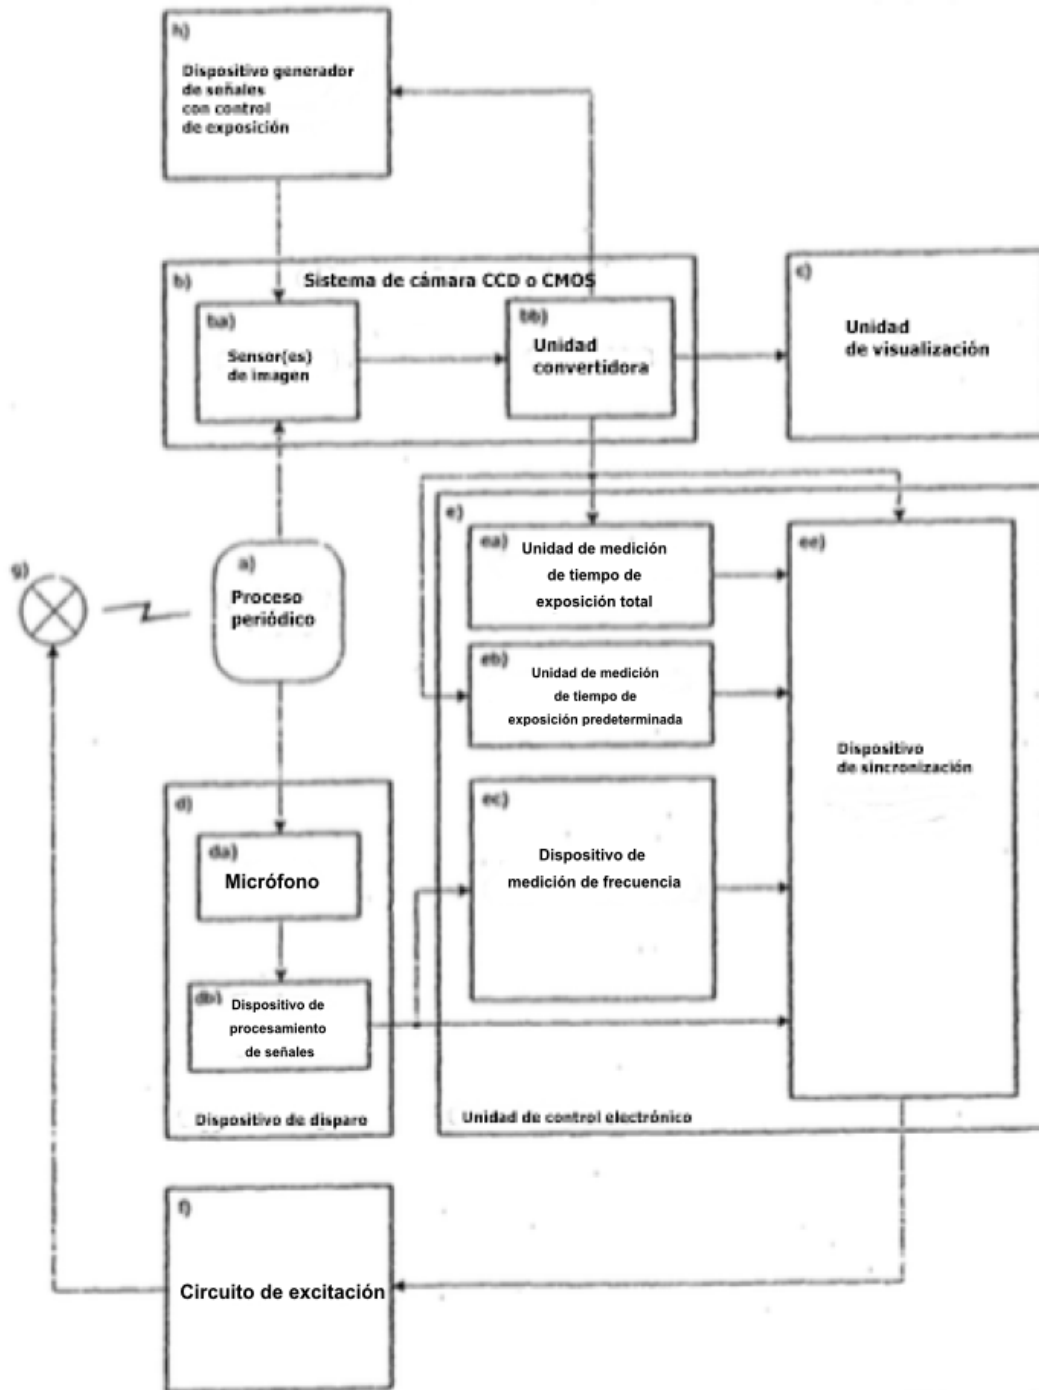 h)
Dispositivo generador
de señales
con control
de exposición
b)
Sistema de cámara CCD o CMOS
ba)
Sensor(es)
de imagen
bb)
Unidad
convertidora
c)
Unidad
de visualización
a)
Proceso
periódico
g)
e)
ea)
Unidad de medición
de tiempo de
exposición total
eb)
Unidad de medición
de tiempo de
exposición predeterminada
ec)
Dispositivo de
medición de frecuencia
ee)
Dispositivo
de sincronización
Unidad de control electrónico
d)
da)
Micrófono
db)
Dispositivo de
procesamiento
de señales
Dispositivo de disparo
f)
Circuito de excitación